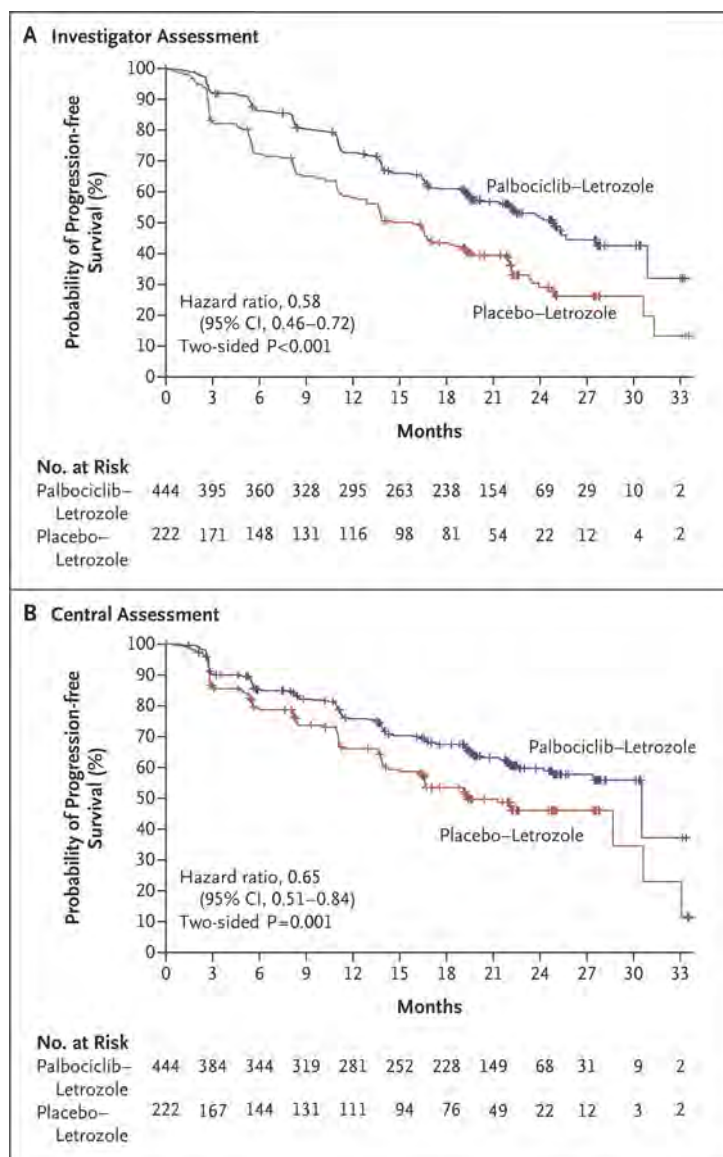 A Investigator Assessment
Probability of Progression-free
Survival (%)
100
90
80
70
60
50
40
30
20
10
0
Palbociclib–Letrozole
Placebo–Letrozole
Hazard ratio, 0.58
(95% CI, 0.46–0.72)
Two-sided P<0.001
0 3 6 9 12 15 18 21 24 27 30 33
Months
No. at Risk
Palbociclib–
Letrozole
444 395 360 328 295 263 238 154 69 29 10 2
Placebo–
Letrozole
222 171 148 131 116 98 81 54 22 12 4 2
B Central Assessment
Probability of Progression-free
Survival (%)
100
90
80
70
60
50
40
30
20
10
0
Palbociclib–Letrozole
Placebo–Letrozole
Hazard ratio, 0.65
(95% CI, 0.51–0.84)
Two-sided P=0.001
0 3 6 9 12 15 18 21 24 27 30 33
Months
No. at Risk
Palbociclib–
Letrozole
444 384 344 319 281 252 228 149 68 31 9 2
Placebo–
Letrozole
222 167 144 131 111 94 76 49 22 12 3 2